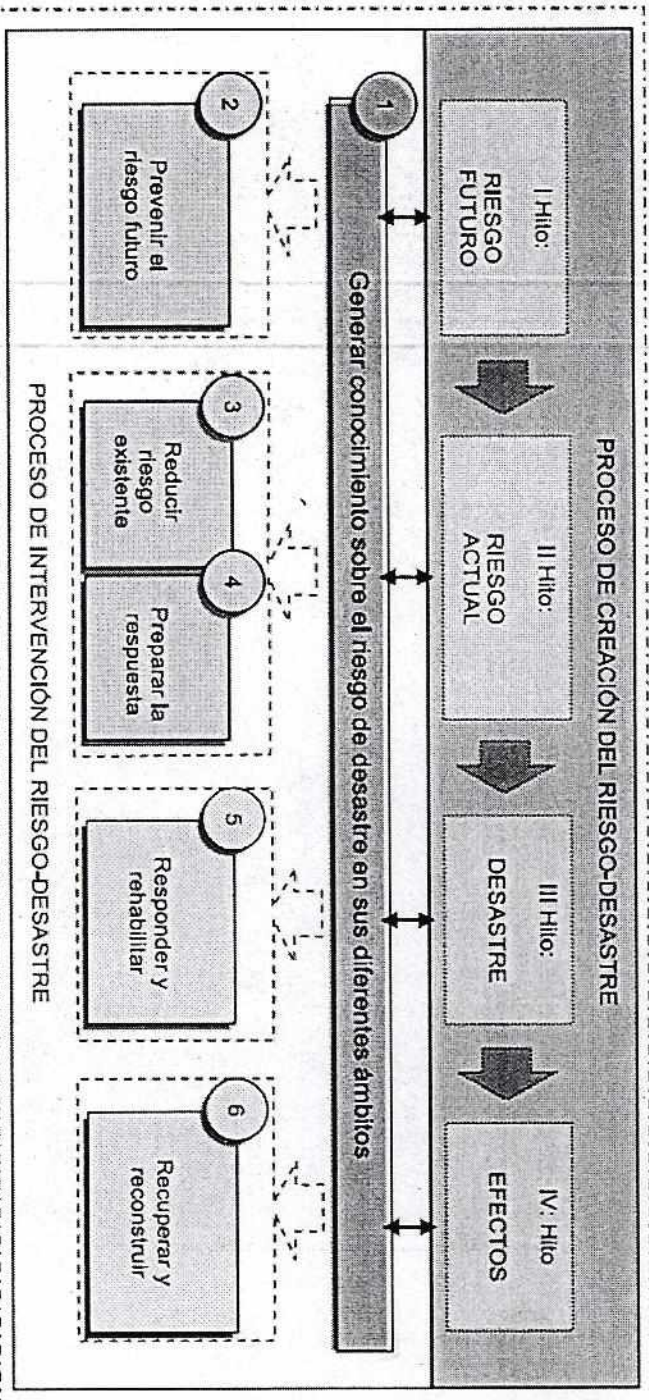 PROCESO DE CREACIÓN DEL RIESGO-DESASTRE
I Hito:
RIESGO
FUTURO
II Hito:
RIESGO
ACTUAL
III Hito:
DESASTRE
IV: Hito
EFECTOS
1
Generar conocimiento sobre el riesgo de desastre en sus diferentes ámbitos
2
Prevenir el
riesgo futuro
3
Reducir
riesgo
existente
4
Preparar la
respuesta
5
Responder y
rehabilitar
6
Recuperar y
reconstruir
PROCESO DE INTERVENCIÓN DEL RIESGO-DESASTRE